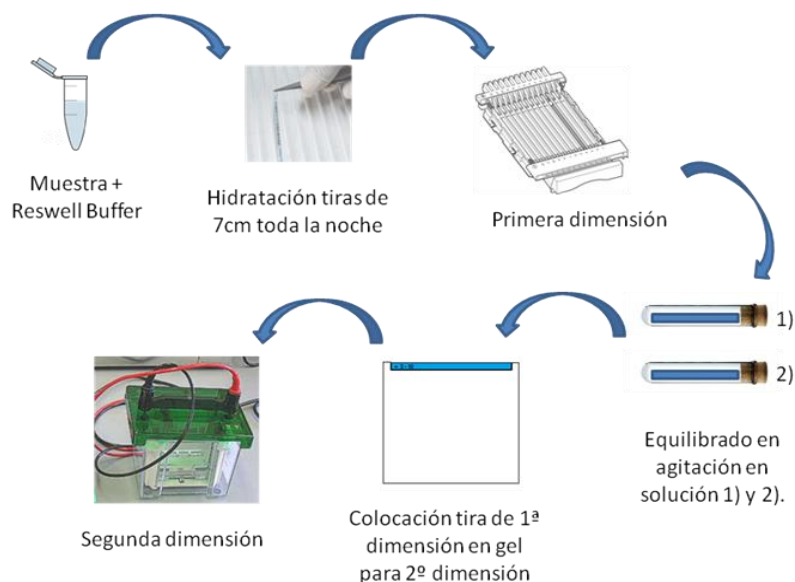 Muestra +
Reswell Buffer
Hidratación tiras de
7cm toda la noche
Primera dimensión
1)
2)
Equilibrado en
agitación en
solución 1) y 2).
Colocación tira de 1ª
dimensión en gel
para 2º dimensión
Segunda dimensión